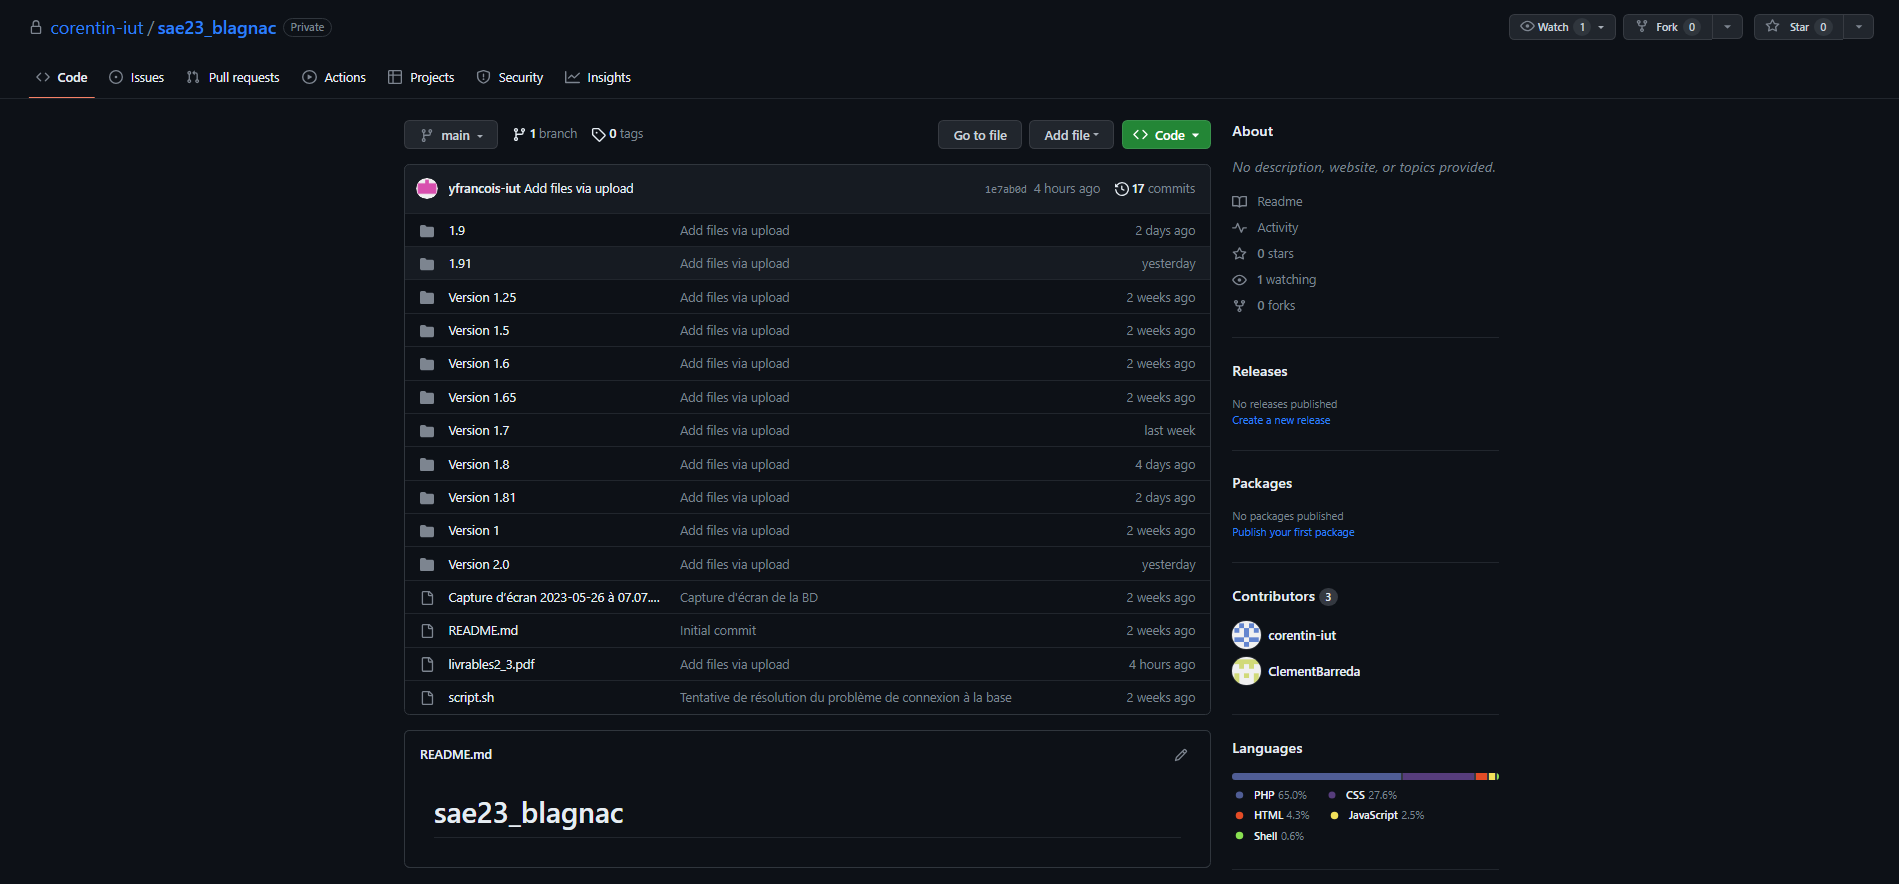 corentin-iut / sae23_blagnac Private
Watch 1 Fork 0 Star 0
Code Issues Pull requests Actions Projects Security Insights
main 1 branch 0 tags Go to file Add file Code
yfrancois-iut Add files via upload 1e7ab0d 4 hours ago 17 commits
1.9 Add files via upload 2 days ago
1.91 Add files via upload yesterday
Version 1.25 Add files via upload 2 weeks ago
Version 1.5 Add files via upload 2 weeks ago
Version 1.6 Add files via upload 2 weeks ago
Version 1.65 Add files via upload 2 weeks ago
Version 1.7 Add files via upload last week
Version 1.8 Add files via upload 4 days ago
Version 1.81 Add files via upload 2 days ago
Version 1 Add files via upload 2 weeks ago
Version 2.0 Add files via upload yesterday
Capture d'écran 2023-05-26 à 07.07.... Capture d'écran de la BD 2 weeks ago
README.md Initial commit 2 weeks ago
livrables2_3.pdf Add files via upload 4 hours ago
script.sh Tentative de résolution du problème de connexion à la base 2 weeks ago
README.md
sae23_blagnac
About
No description, website, or topics provided.
Readme
Activity
0 stars
1 watching
0 forks
Releases
No releases published
Create a new release
Packages
No packages published
Publish your first package
Contributors 3
corentin-iut
ClementBarreda
Languages
PHP 65.0% CSS 27.6%
HTML 4.3% JavaScript 2.5%
Shell 0.6%